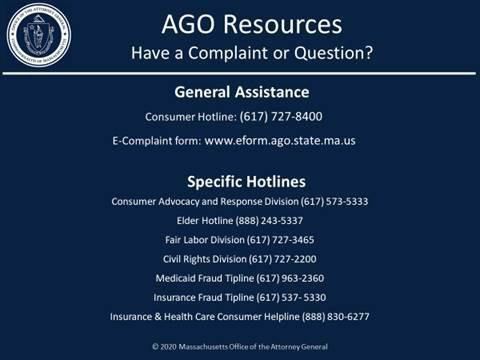 AGO Resources
Have a Complaint or Question?
General Assistance
Consumer Hotline: (617) 727-8400
E-Complaint form: www.eform.ago.state.ma.us
Specific Hotlines
Consumer Advocacy and Response Division (617) 573-5333
Elder Hotline (888) 243-5337
Fair Labor Division (617) 727-3465
Civil Rights Division (617) 727-2200
Medicaid Fraud Tipline (617) 963-2360
Insurance Fraud Tipline (617) 537- 5330
Insurance & Health Care Consumer Helpline (888) 830-6277
© 2020 Massachusetts Office of the Attorney General